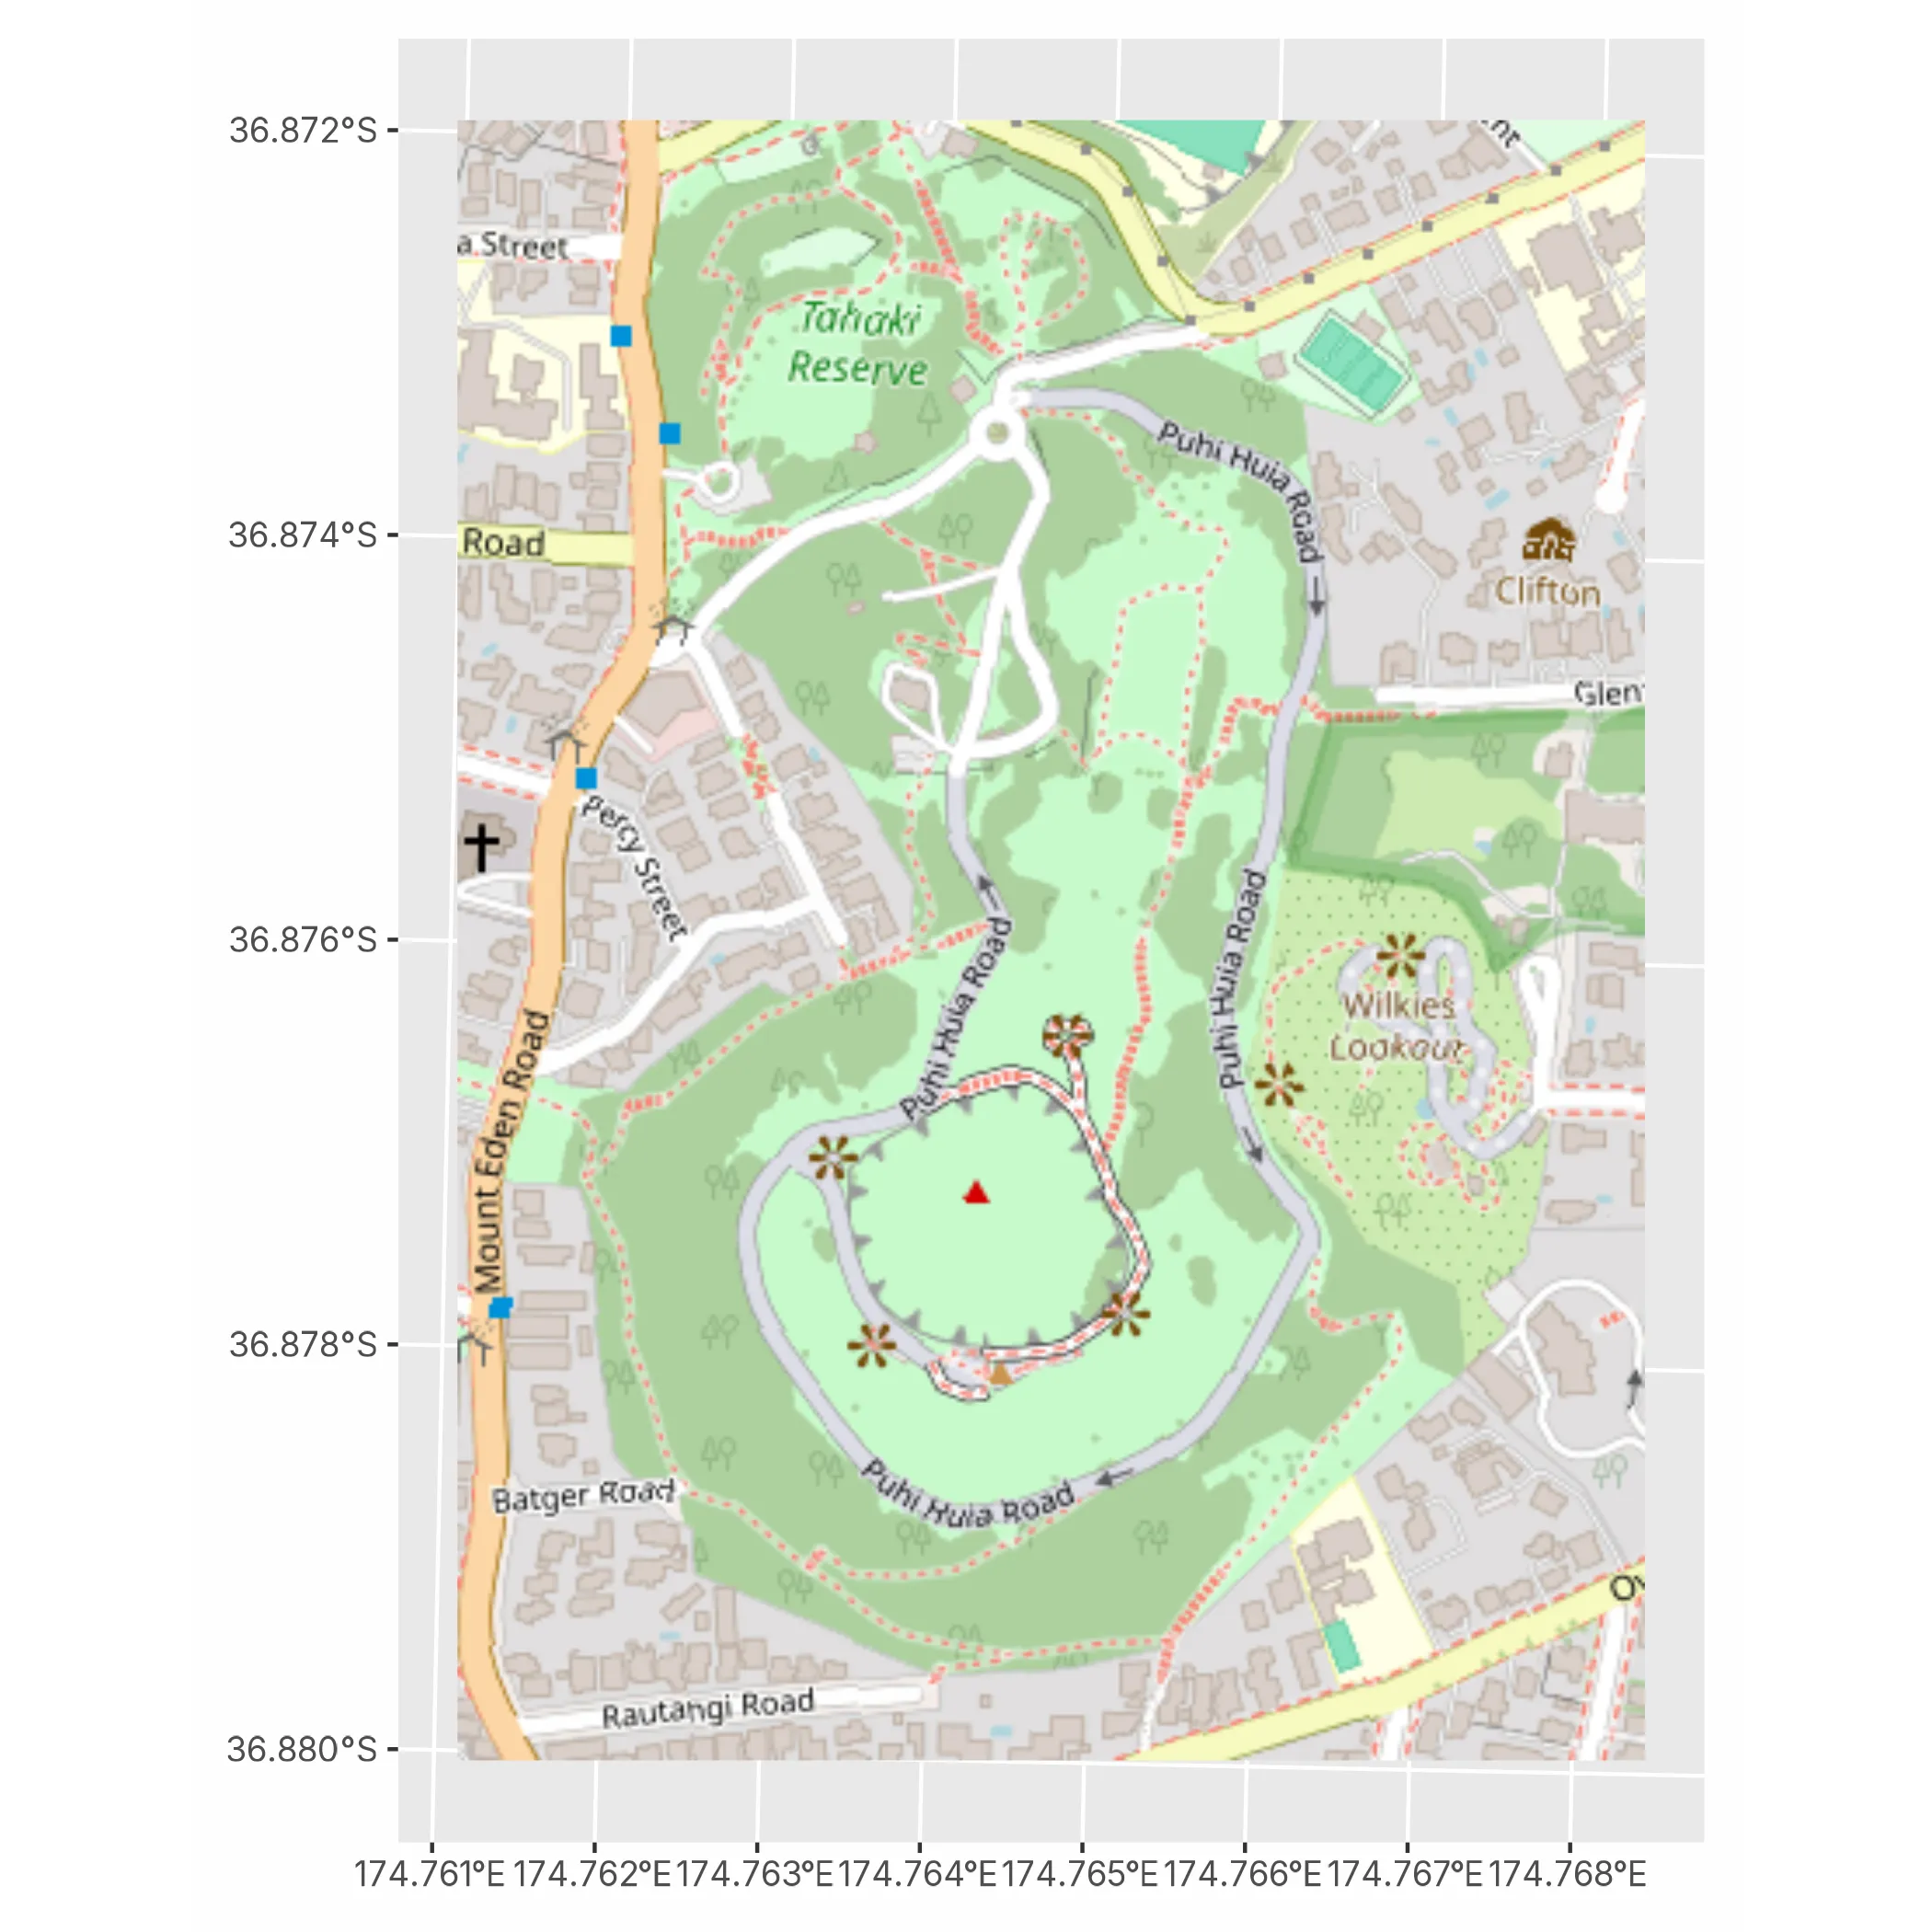 36.872°S
a Street
Tahaki
Reserve
Puhi Huia Road
36.874°S
Road
Clifton
Percy Street
Puhi Huia Road
36.876°S
Puhi Huia Road
Wilkies
Lookout
Mount Eden Road
36.878°S
Puhi Huia Road
Batger Road
Rautangi Road
36.880°S
174.761°E 174.762°E 174.763°E 174.764°E 174.765°E 174.766°E 174.767°E 174.768°E